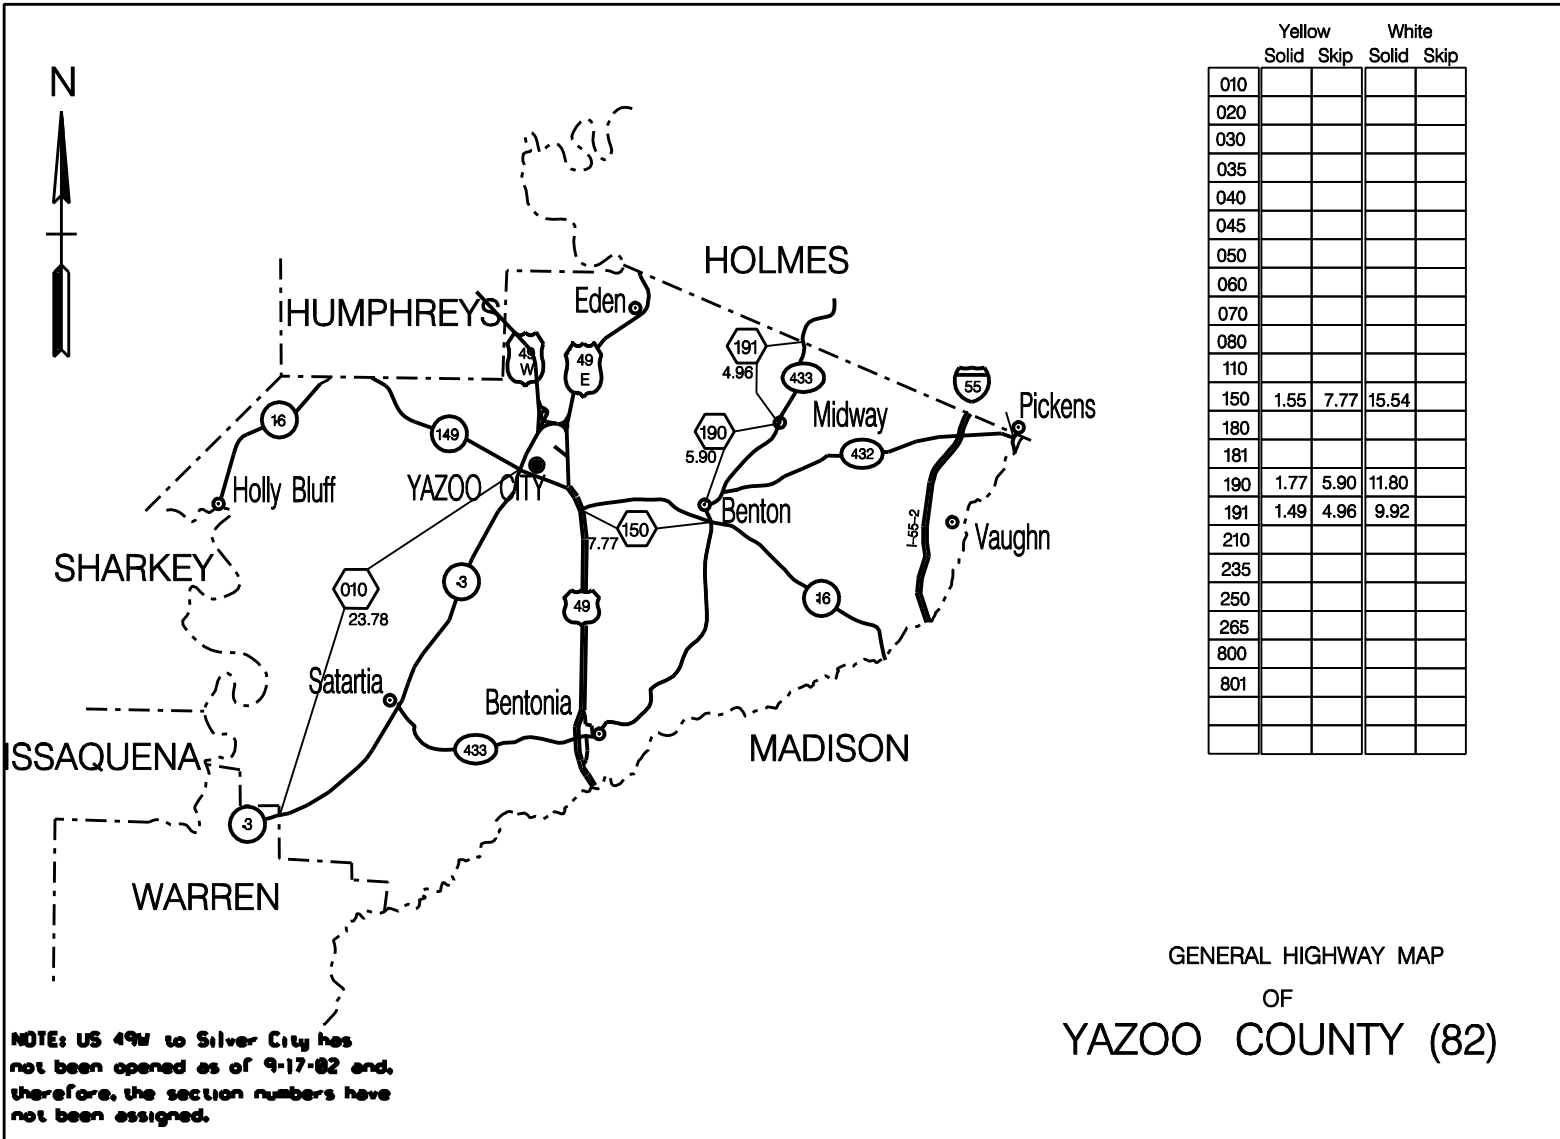 N
Yellow White
Solid Skip Solid Skip
010
020
030
035
040
045
050
060
070
080
110
150 1.55 7.77 15.54
180
181
190 1.77 5.90 11.80
191 1.49 4.96 9.92
210
235
250
265
800
801
HOLMES
HUMPHREYS
Eden
49 W
49 E
191
4.96
433
55
Pickens
16
149
190
5.90
Midway
432
Holly Bluff
YAZOO CITY
Benton
150
7.77
I-55-2
Vaughn
SHARKEY
010
23.78
3
49
16
Satartia
Bentonia
433
MADISON
ISSAQUENA
3
WARREN
GENERAL HIGHWAY MAP
OF
YAZOO COUNTY (82)
NOTE: US 49W to Silver City has
not been opened as of 9-17-82 and,
therefore, the section numbers have
not been assigned.